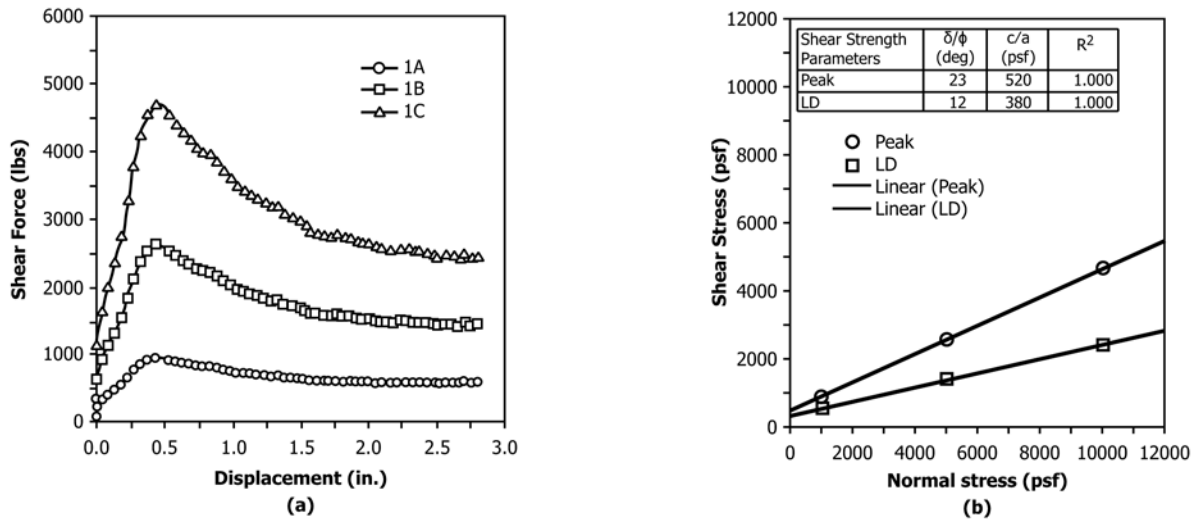 6000
5000
4000
3000
2000
1000
0
Shear Force (lbs)
1A
1B
1C
0.0 0.5 1.0 1.5 2.0 2.5 3.0
Displacement (in.)
(a)
12000
10000
8000
6000
4000
2000
0
Shear Stress (psf)
Shear Strength Parameters δ/ϕ (deg) c/a (psf) R²
Peak 23 520 1.000
LD 12 380 1.000
Peak
LD
Linear (Peak)
Linear (LD)
0 2000 4000 6000 8000 10000 12000
Normal stress (psf)
(b)